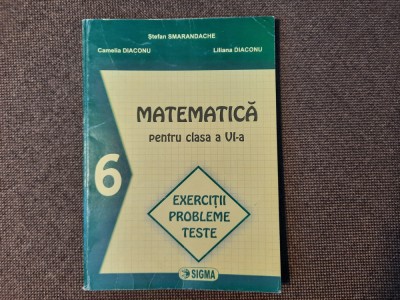 Ştefan SMARANDACHE
Camelia DIACONU Liliana DIACONU
MATEMATICĂ
pentru clasa a VI-a
6
EXERCIŢII
PROBLEME
TESTE
SIGMA